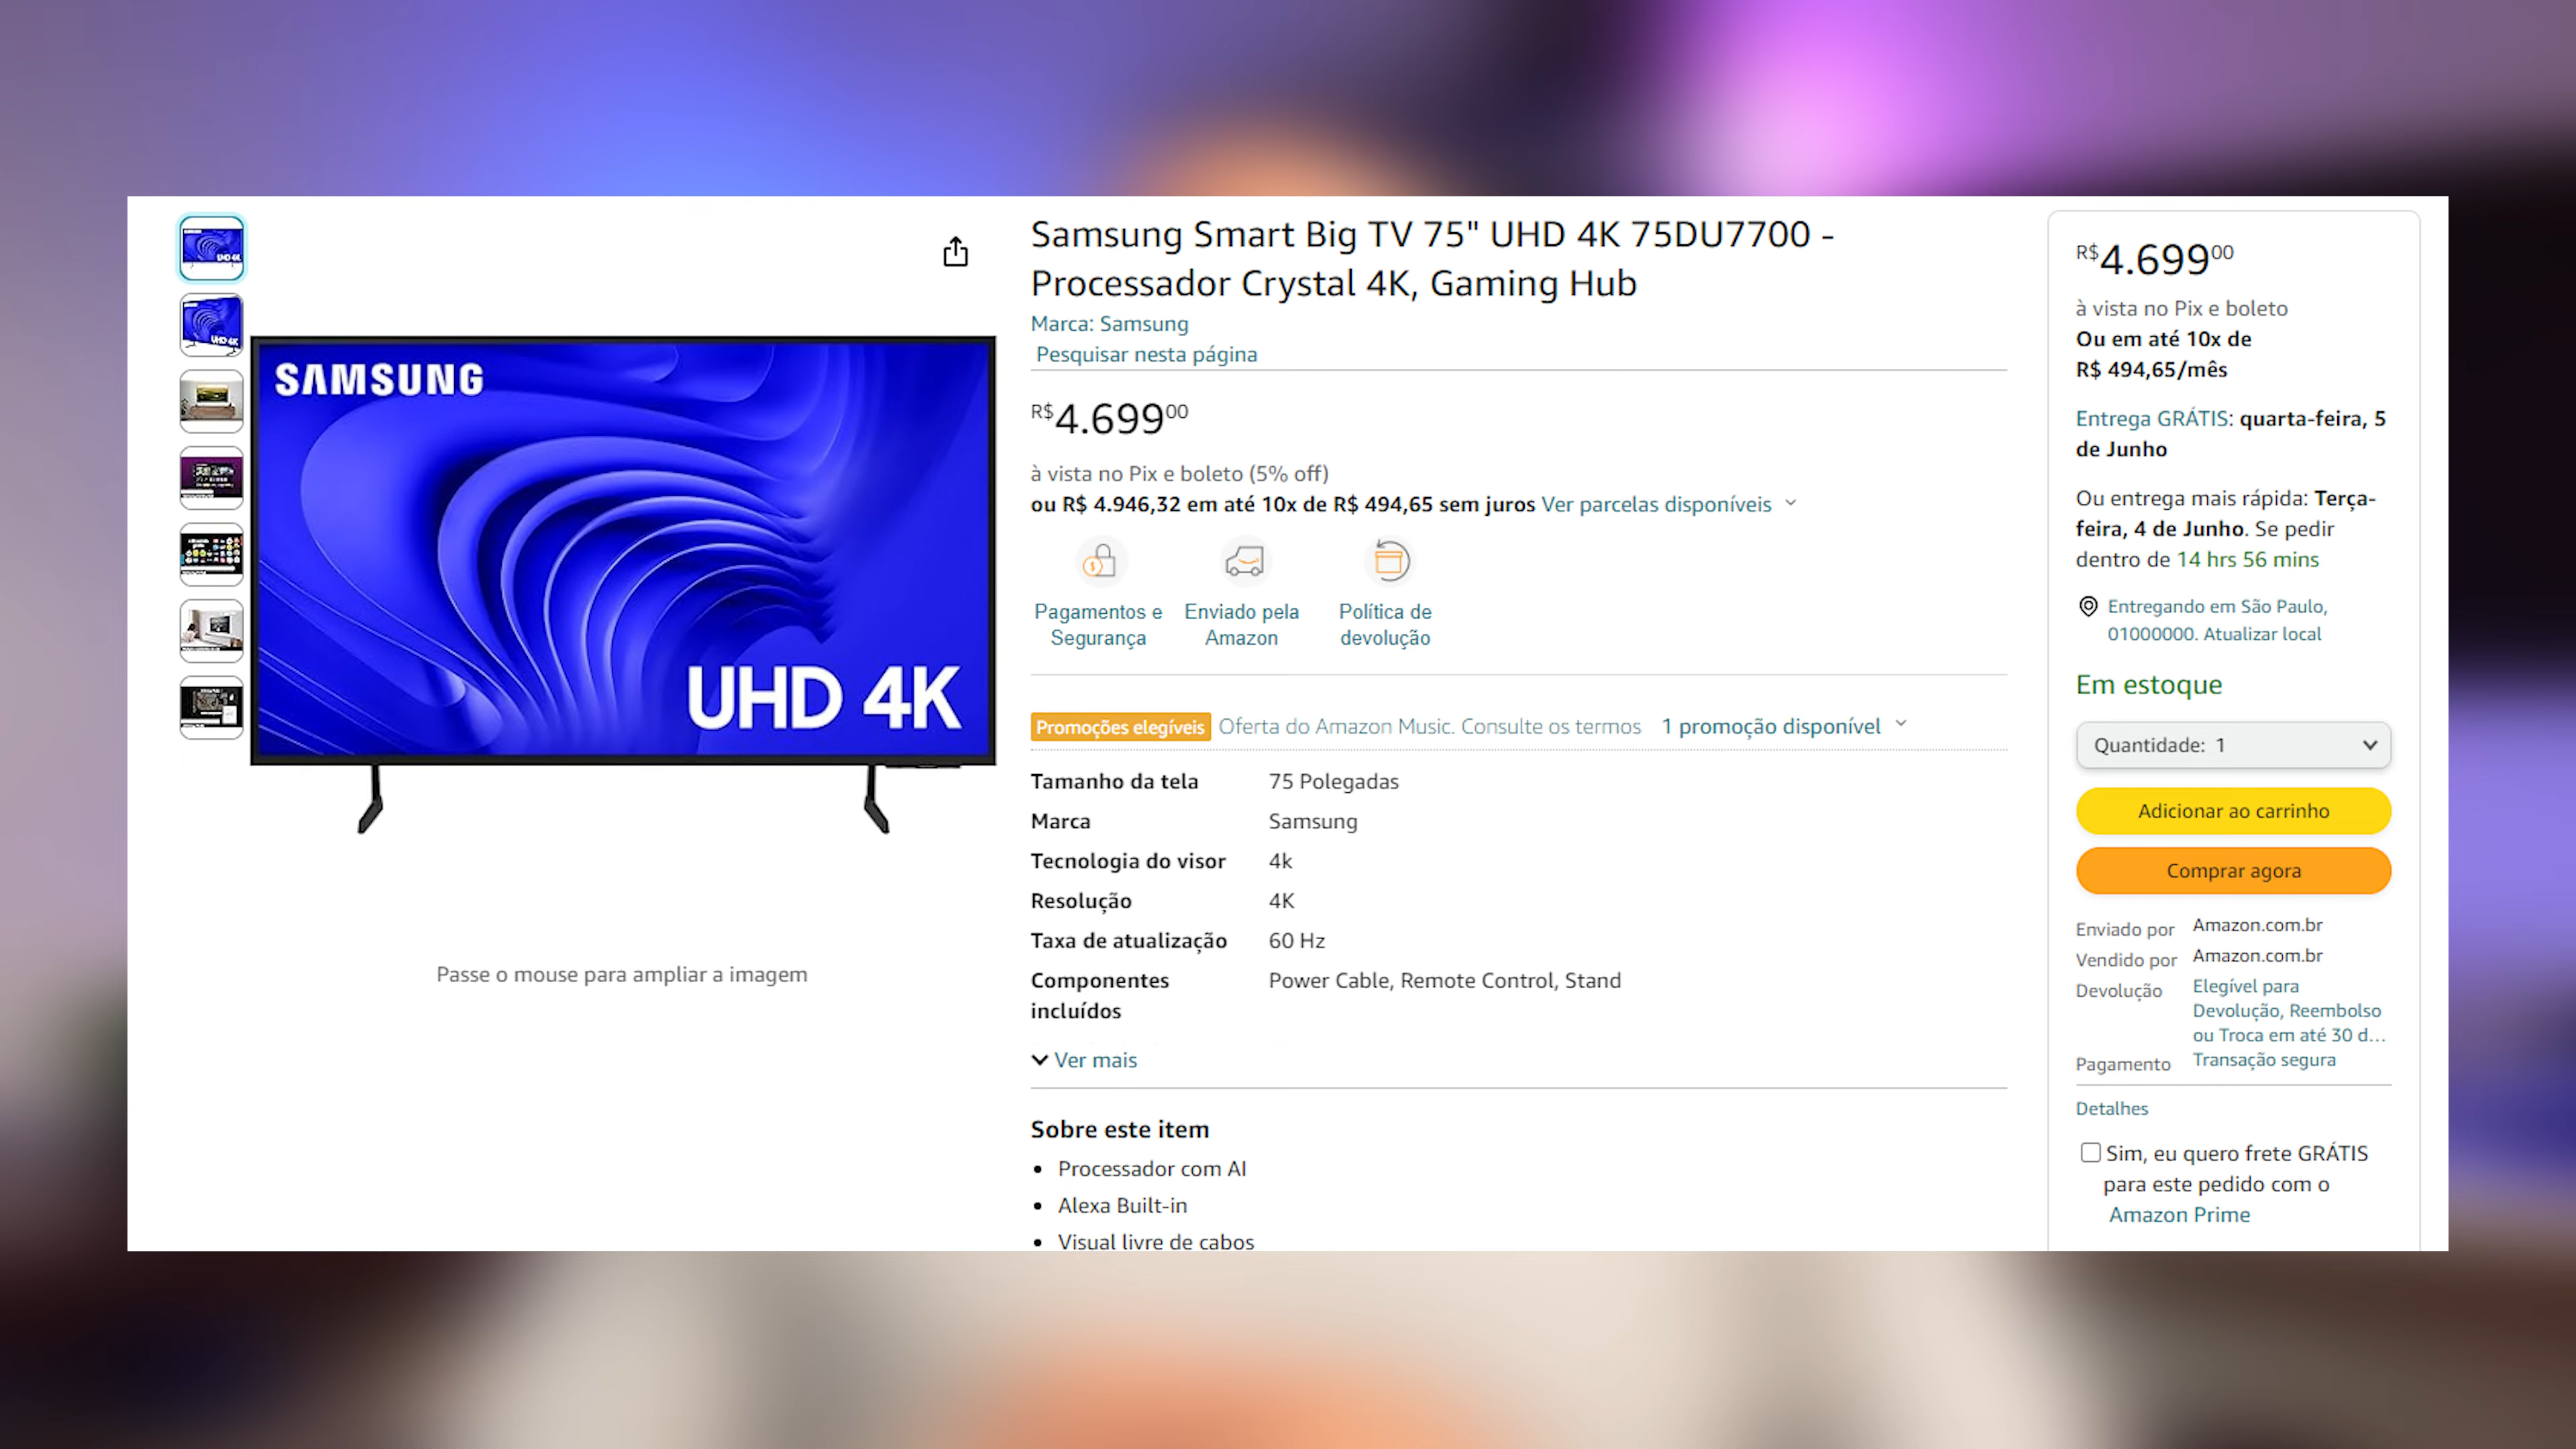 SAMSUNG
UHD 4K
Passe o mouse para ampliar a imagem
Samsung Smart Big TV 75" UHD 4K 75DU7700 -
Processador Crystal 4K, Gaming Hub
Marca: Samsung
Pesquisar nesta página
R$4.69900
à vista no Pix e boleto (5% off)
ou R$ 4.946,32 em até 10x de R$ 494,65 sem juros Ver parcelas disponíveis
Pagamentos e
Segurança
Enviado pela
Amazon
Política de
devolução
Promoções elegíveis Oferta do Amazon Music. Consulte os termos 1 promoção disponível
Tamanho da tela 75 Polegadas
Marca Samsung
Tecnologia do visor 4k
Resolução 4K
Taxa de atualização 60 Hz
Componentes Power Cable, Remote Control, Stand
incluídos
Ver mais
Sobre este item
• Processador com AI
• Alexa Built-in
• Visual livre de cabos
R$4.69900
à vista no Pix e boleto
Ou em até 10x de
R$ 494,65/mês
Entrega GRÁTIS: quarta-feira, 5
de Junho
Ou entrega mais rápida: Terça-
feira, 4 de Junho. Se pedir
dentro de 14 hrs 56 mins
Entregando em São Paulo,
01000000. Atualizar local
Em estoque
Quantidade: 1
Adicionar ao carrinho
Comprar agora
Enviado por Amazon.com.br
Vendido por Amazon.com.br
Devolução Elegível para
Devolução, Reembolso
ou Troca em até 30 d...
Pagamento Transação segura
Detalhes
Sim, eu quero frete GRÁTIS
para este pedido com o
Amazon Prime